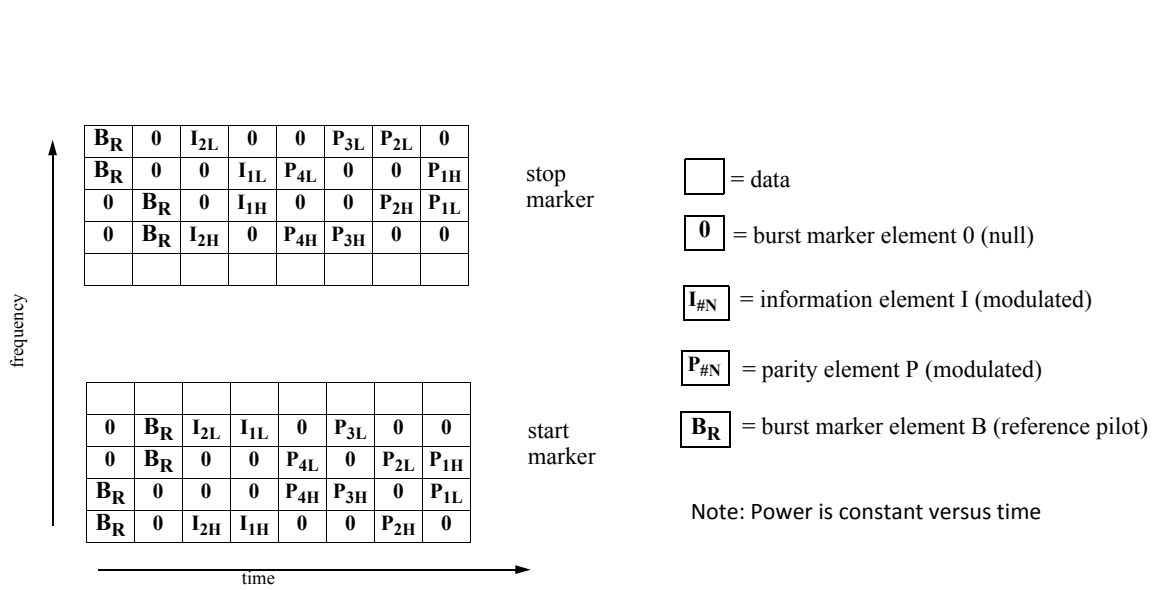 B_R 0 I_2L 0 0 P_3L P_2L 0
B_R 0 0 I_1L P_4L 0 0 P_1H
0 B_R 0 I_1H 0 0 P_2H P_1L
0 B_R I_2H 0 P_4H P_3H 0 0
stop
marker
frequency
0 B_R I_2L I_1L 0 P_3L 0 0
0 B_R 0 0 P_4L 0 P_2L P_1H
B_R 0 0 0 P_4H P_3H 0 P_1L
B_R 0 I_2H I_1H 0 0 P_2H 0
start
marker
time
= data
0 = burst marker element 0 (null)
I_#N = information element I (modulated)
P_#N = parity element P (modulated)
B_R = burst marker element B (reference pilot)
Note: Power is constant versus time